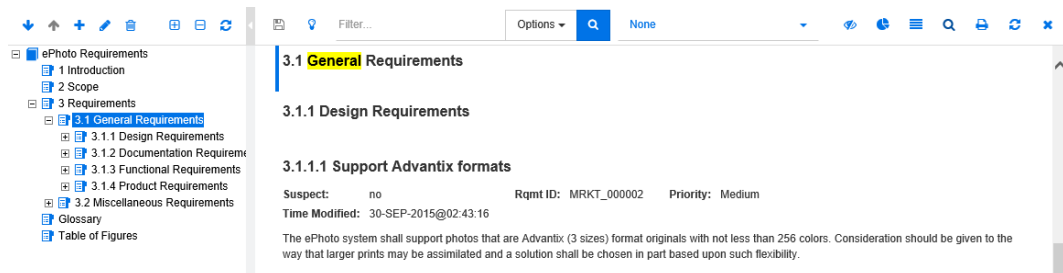 Filter...
Options
None
ePhoto Requirements
1 Introduction
2 Scope
3 Requirements
3.1 General Requirements
3.1.1 Design Requirements
3.1.2 Documentation Requireme
3.1.3 Functional Requirements
3.1.4 Product Requirements
3.2 Miscellaneous Requirements
Glossary
Table of Figures
3.1 General Requirements
3.1.1 Design Requirements
3.1.1.1 Support Advantix formats
Suspect: no Rqmt ID: MRKT_000002 Priority: Medium
Time Modified: 30-SEP-2015@02:43:16
The ePhoto system shall support photos that are Advantix (3 sizes) format originals with not less than 256 colors. Consideration should be given to the
way that larger prints may be assimilated and a solution shall be chosen in part based upon such flexibility.